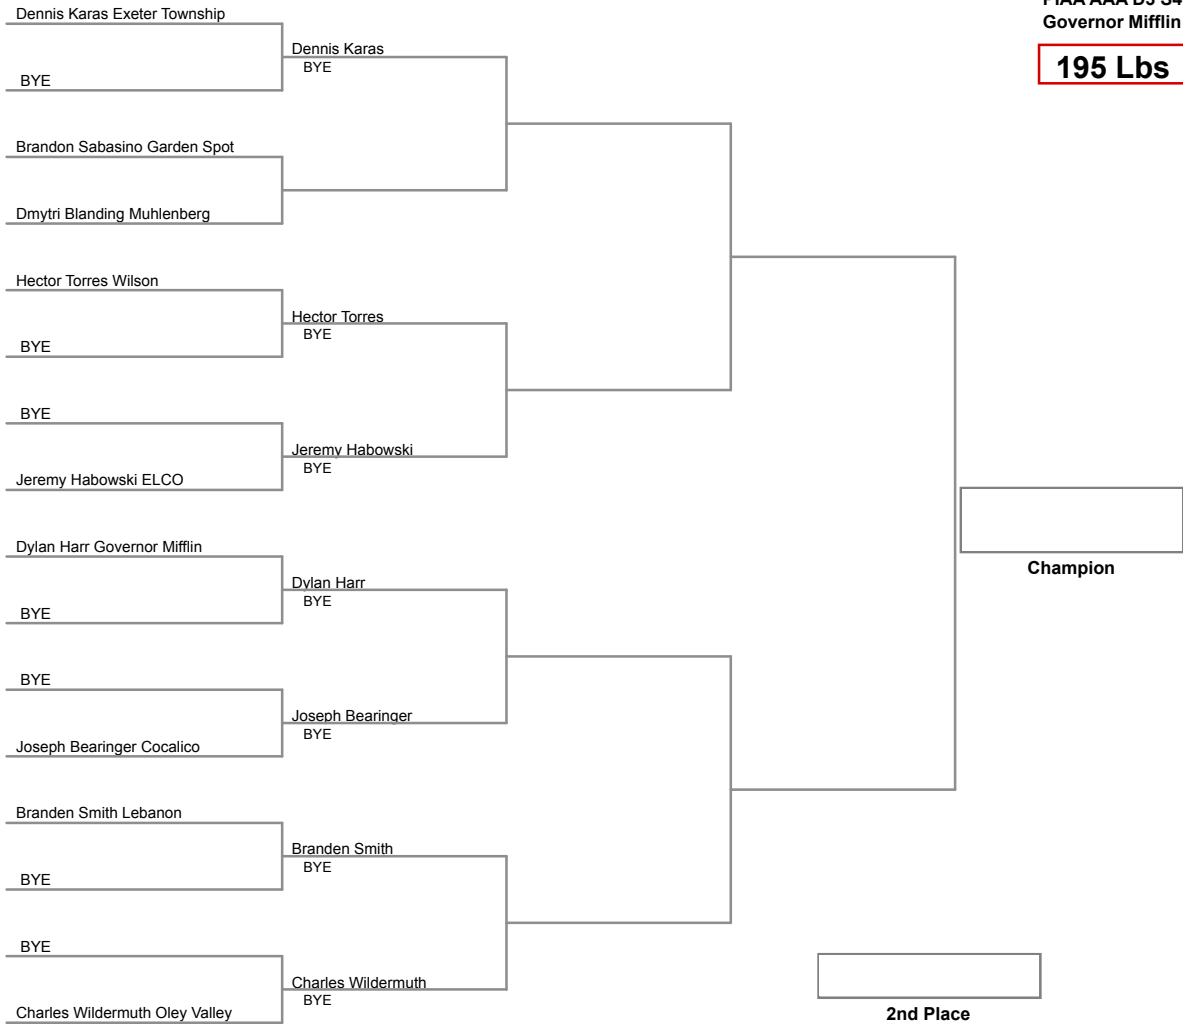 PIAA AAA D3 S4
Governor Mifflin
195 Lbs
Dennis Karas Exeter Township
BYE
Brandon Sabasino Garden Spot
Dmytri Blanding Muhlenberg
Hector Torres Wilson
BYE
BYE
Jeremy Habowski ELCO
Dylan Harr Governor Mifflin
BYE
BYE
Joseph Bearinger Cocalico
Branden Smith Lebanon
BYE
BYE
Charles Wildermuth Oley Valley
Dennis Karas
BYE
Hector Torres
BYE
Jeremy Habowski
BYE
Dylan Harr
BYE
Joseph Bearinger
BYE
Branden Smith
BYE
Charles Wildermuth
BYE
Champion
2nd Place